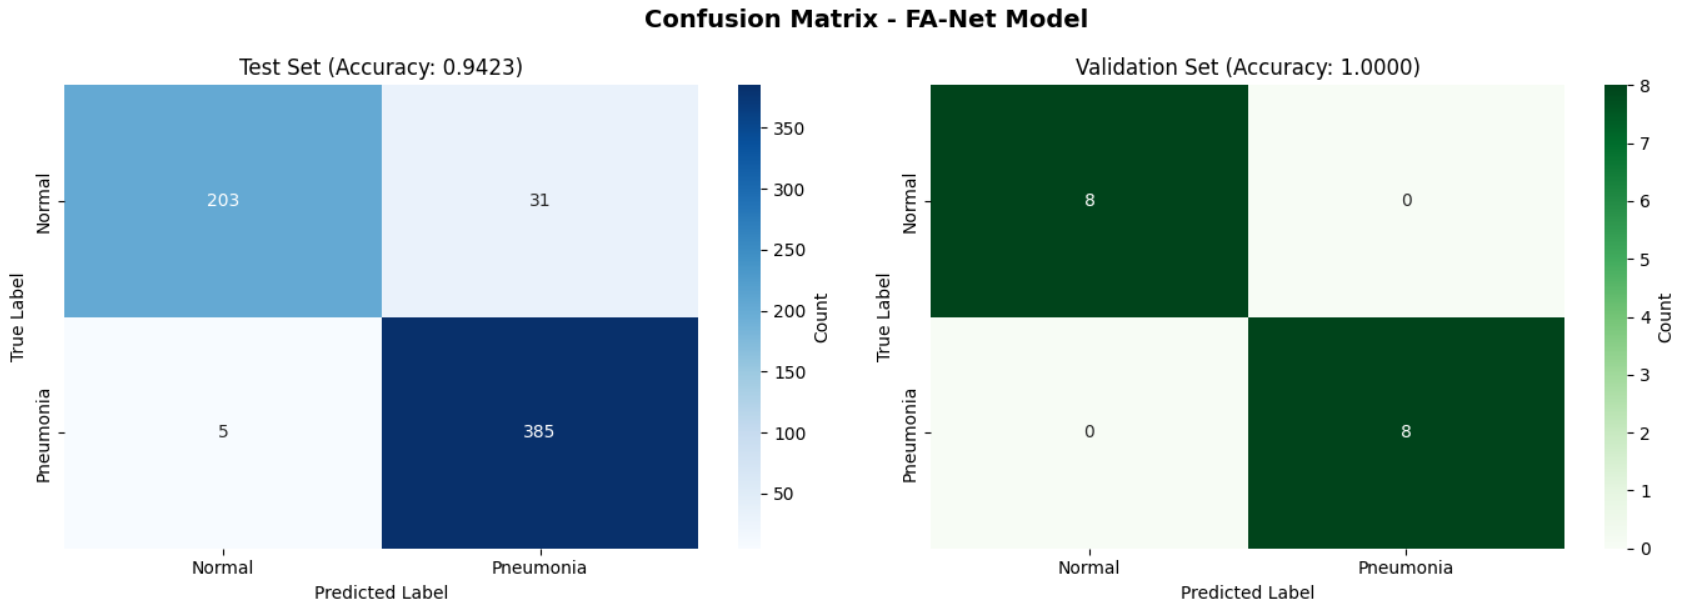 Confusion Matrix - FA-Net Model
Test Set (Accuracy: 0.9423)
True Label
Normal
Pneumonia
203
31
5
385
Normal
Pneumonia
Predicted Label
350
300
250
200
150
100
50
Count
Validation Set (Accuracy: 1.0000)
True Label
Normal
Pneumonia
8
0
0
8
Normal
Pneumonia
Predicted Label
8
7
6
5
4
3
2
1
0
Count